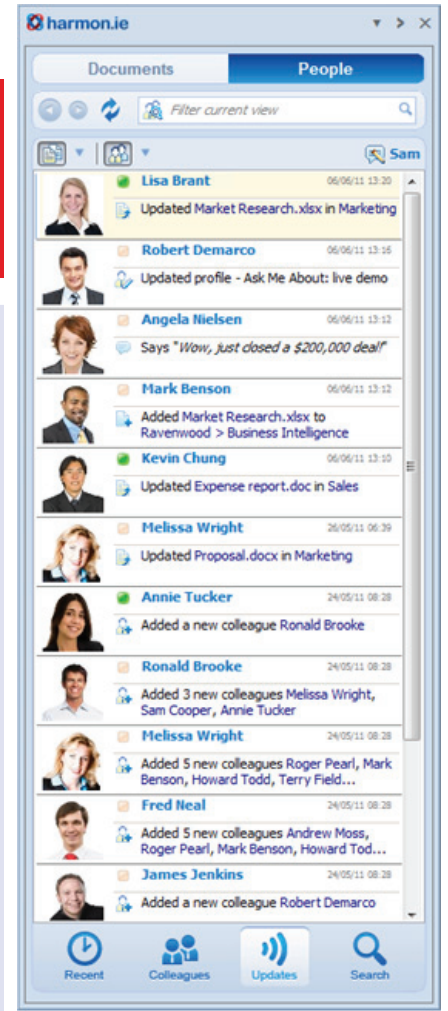 harmon.ie
Documents
People
Filter current view
Sam
Lisa Brant 06/06/11 13:20
Updated Market Research.xlsx in Marketing
Robert Demarco 06/06/11 13:16
Updated profile - Ask Me About: live demo
Angela Nielsen 06/06/11 13:12
Says "Wow, just closed a $200,000 deal!"
Mark Benson 06/06/11 13:12
Added Market Research.xlsx to
Ravenwood > Business Intelligence
Kevin Chung 06/06/11 13:10
Updated Expense report.doc in Sales
Melissa Wright 26/05/11 06:39
Updated Proposal.docx in Marketing
Annie Tucker 24/05/11 08:28
Added a new colleague Ronald Brooke
Ronald Brooke 24/05/11 08:28
Added 3 new colleagues Melissa Wright,
Sam Cooper, Annie Tucker
Melissa Wright 24/05/11 08:28
Added 5 new colleagues Roger Pearl, Mark
Benson, Howard Todd, Terry Field...
Fred Neal 24/05/11 08:28
Added 5 new colleagues Andrew Moss,
Roger Pearl, Mark Benson, Howard Tod...
James Jenkins 24/05/11 08:28
Added a new colleague Robert Demarco
Recent
Colleagues
Updates
Search